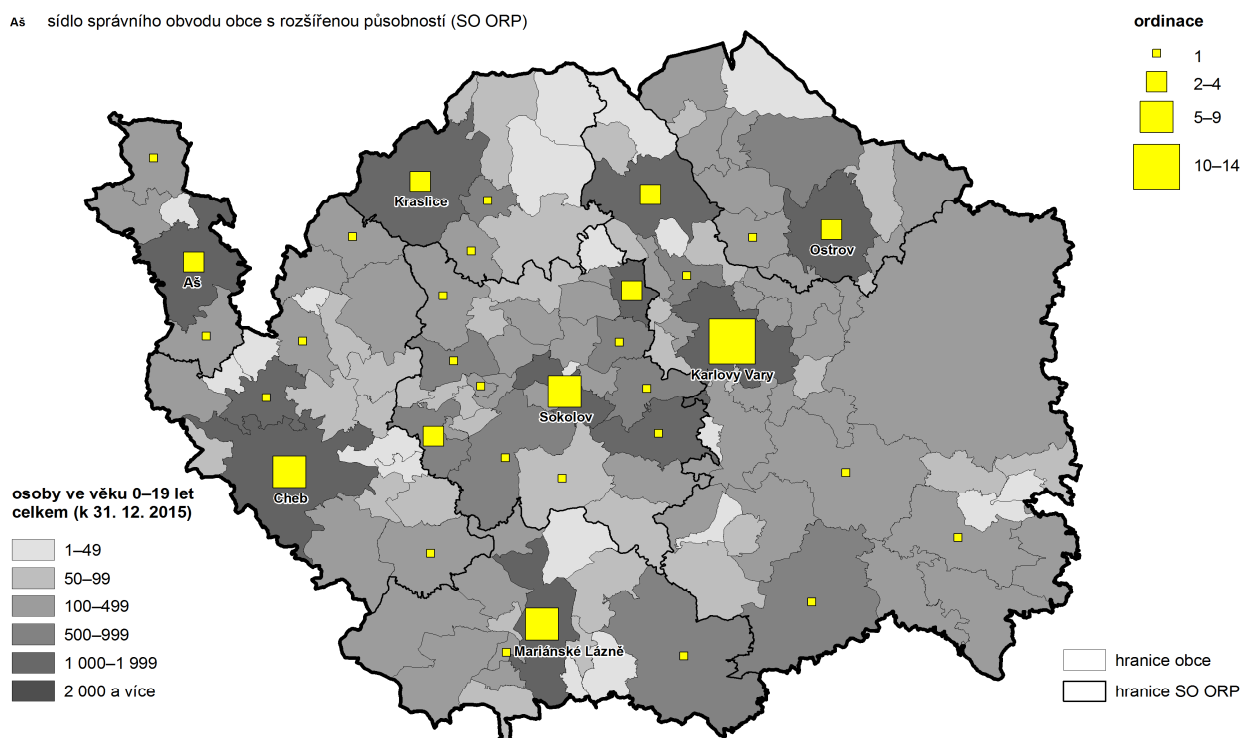 Aš sídlo správního obvodu obce s rozšířenou působností (SO ORP)
ordinace
1
2–4
5–9
10–14
Kraslice
Ostrov
Aš
Karlovy Vary
Sokolov
Cheb
Mariánské Lázně
osoby ve věku 0–19 let
celkem (k 31. 12. 2015)
1–49
50–99
100–499
500–999
1 000–1 999
2 000 a více
hranice obce
hranice SO ORP